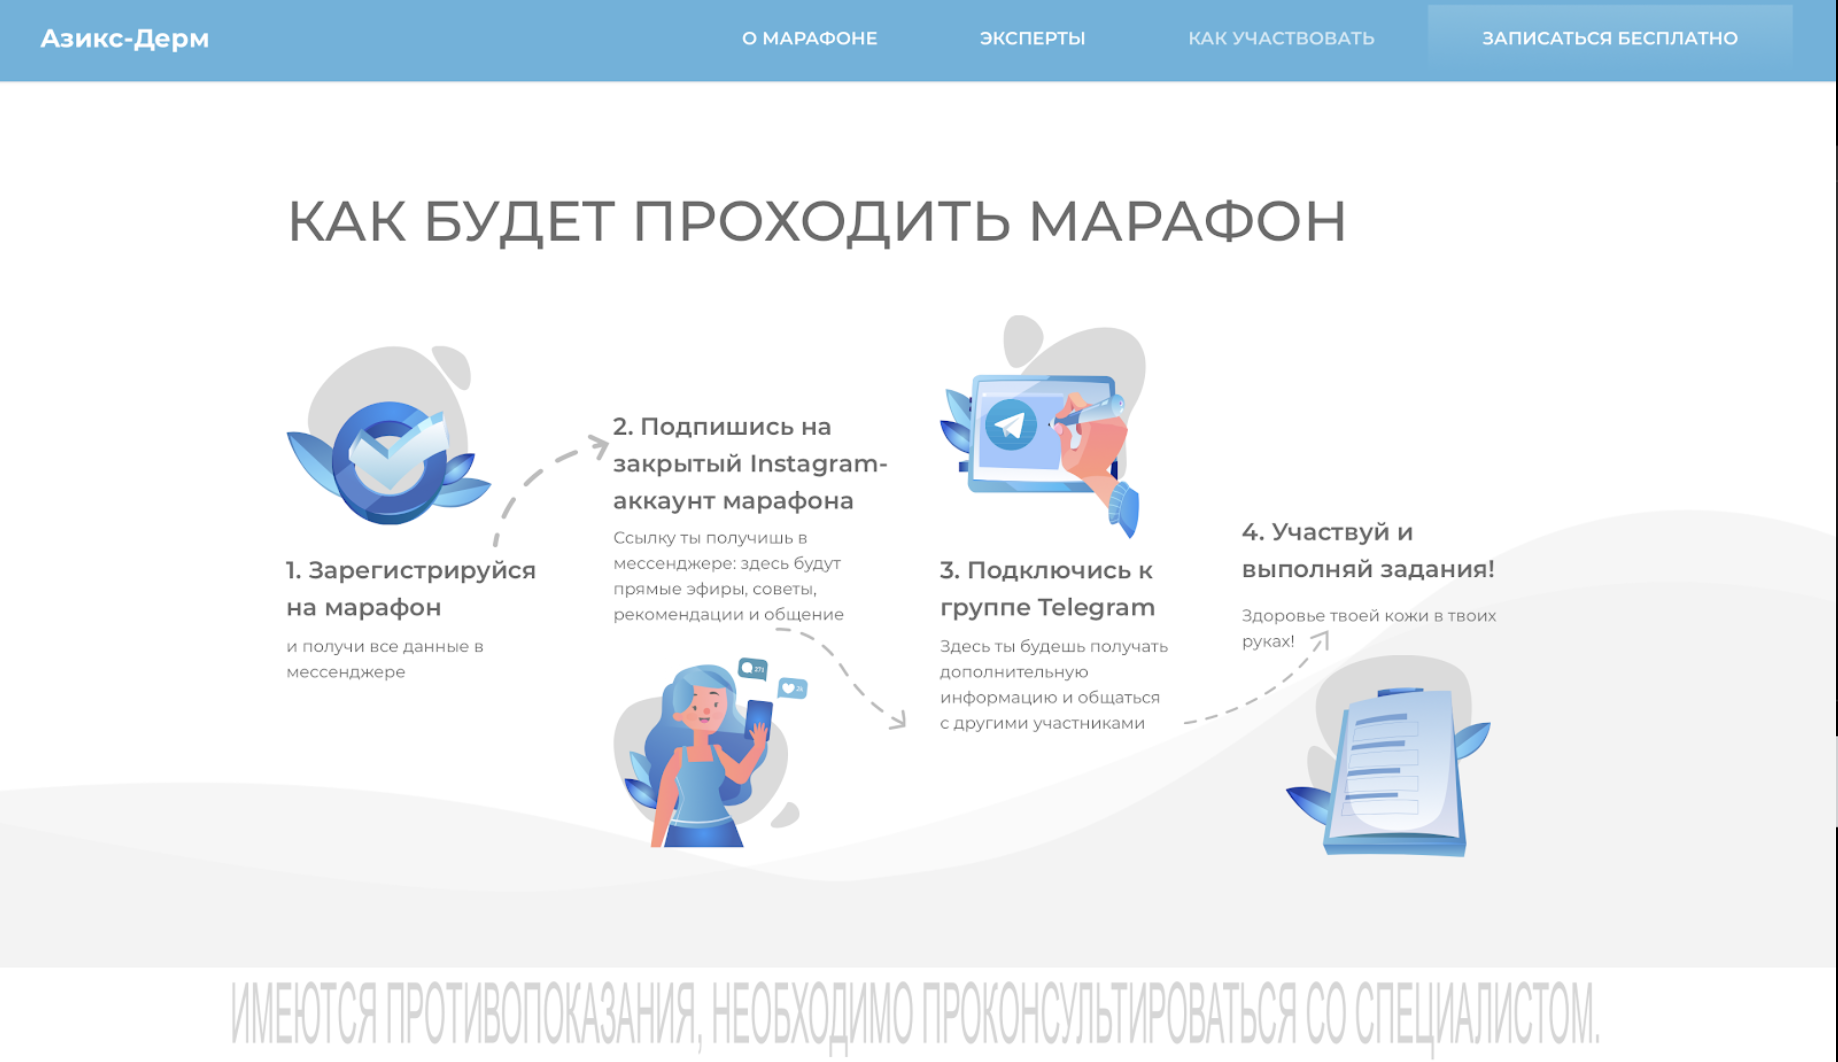 Азикс-Дерм
О МАРАФОНЕ
ЭКСПЕРТЫ
КАК УЧАСТВОВАТЬ
ЗАПИСАТЬСЯ БЕСПЛАТНО
КАК БУДЕТ ПРОХОДИТЬ МАРАФОН
1. Зарегистрируйся
на марафон
и получи все данные в
мессенджере
2. Подпишись на
закрытый Instagram-
аккаунт марафона
Ссылку ты получишь в
мессенджере: здесь будут
прямые эфиры, советы,
рекомендации и общение
3. Подключись к
группе Telegram
Здесь ты будешь получать
дополнительную
информацию и общаться
с другими участниками
4. Участвуй и
выполняй задания!
Здоровье твоей кожи в твоих
руках!
ИМЕЮТСЯ ПРОТИВОПОКАЗАНИЯ, НЕОБХОДИМО ПРОКОНСУЛЬТИРОВАТЬСЯ СО СПЕЦИАЛИСТОМ.